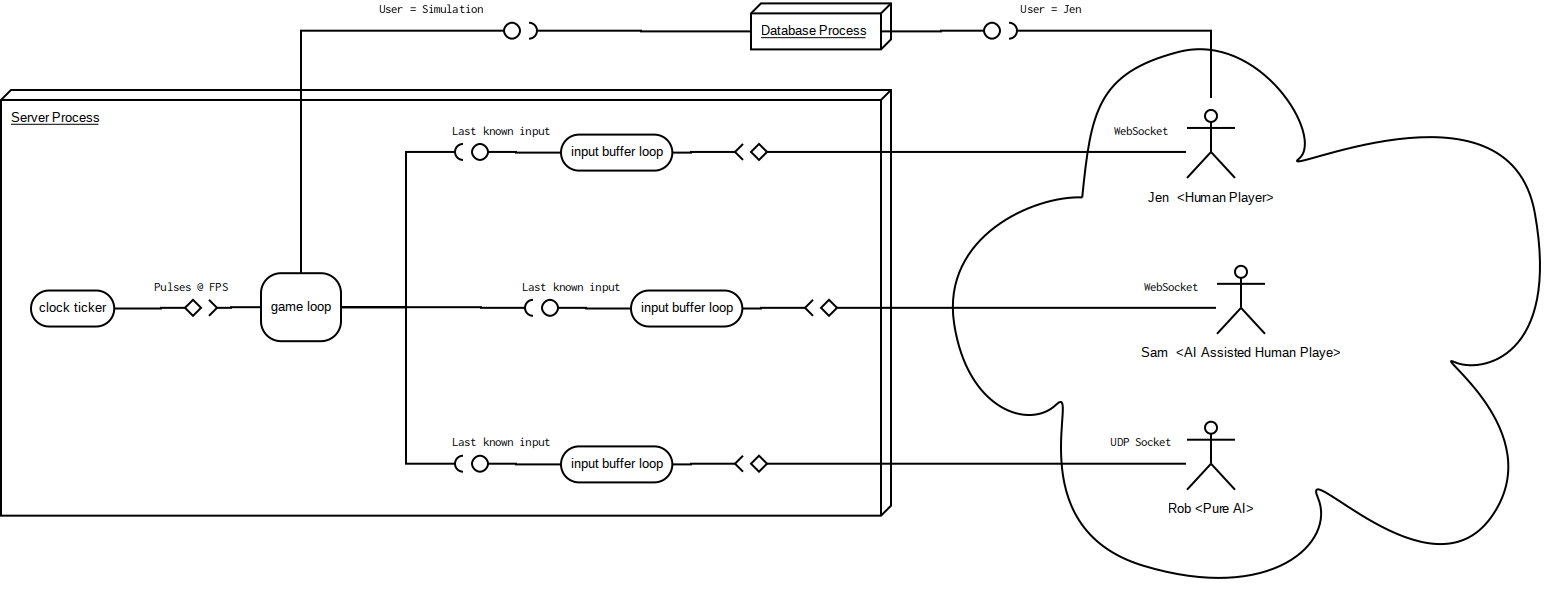 User = Simulation
User = Jen
Database Process
Server Process
Last known input
WebSocket
input buffer loop
Jen <Human Player>
Pulses @ FPS
Last known input
WebSocket
clock ticker
game loop
input buffer loop
Sam <AI Assisted Human Playe>
Last known input
UDP Socket
input buffer loop
Rob <Pure AI>